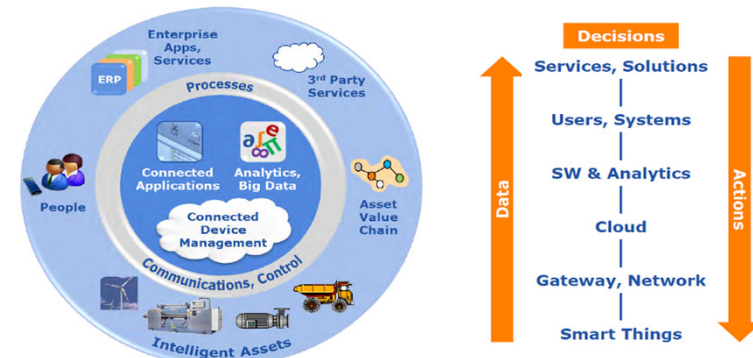 Enterprise
Apps,
Services
ERP
3rd Party
Services
Processes
Connected
Applications
Analytics,
Big Data
People
Asset
Value
Chain
Connected
Device
Management
Communications, Control
Intelligent Assets
Decisions
Services, Solutions
Users, Systems
SW & Analytics
Cloud
Gateway, Network
Smart Things
Data
Actions